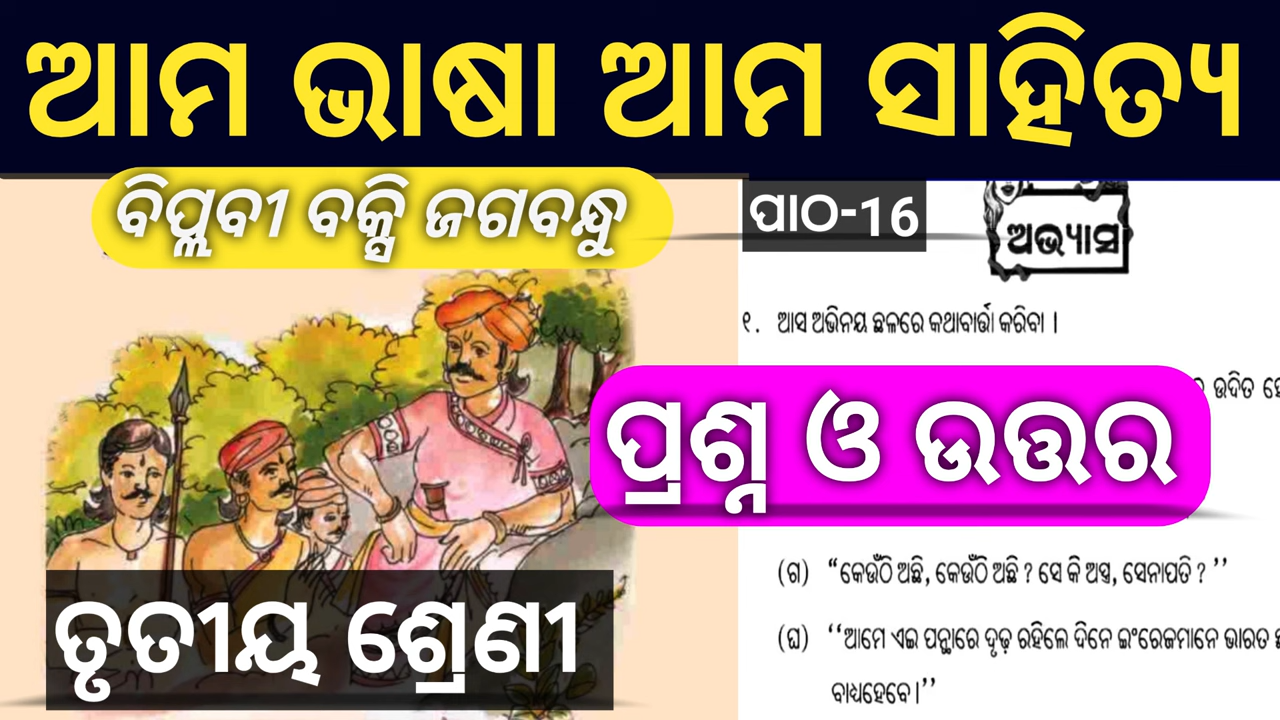 ଆମ ଭାଷା ଆମ ସାହିତ୍ୟ
ବିପ୍ଳବୀ ବକ୍ସି ଜଗବନ୍ଧୁ
ପାଠ-16
ଅଭ୍ୟାସ
୧. ଆସ ଅଭିନୟ ଛଳରେ କଥାବାର୍ତ୍ତା କରିବା ।
ଉଦିତ
ପ୍ରଶ୍ନ ଓ ଉତ୍ତର
(ଗ) “କେଉଁଠି ଅଛି, କେଉଁଠି ଅଛି ? ସେ କି ଅସ୍ତ୍ର, ସେନାପତି ? ’’
(ଘ) ‘‘ଆମେ ଏଇ ପନ୍ଥାରେ ଦୃଢ଼ ରହିଲେ ଦିନେ ଇଂରେଜମାନେ ଭାରତ
ବାଧ୍ୟହେବେ ।’’
ତୃତୀୟ ଶ୍ରେଣୀ